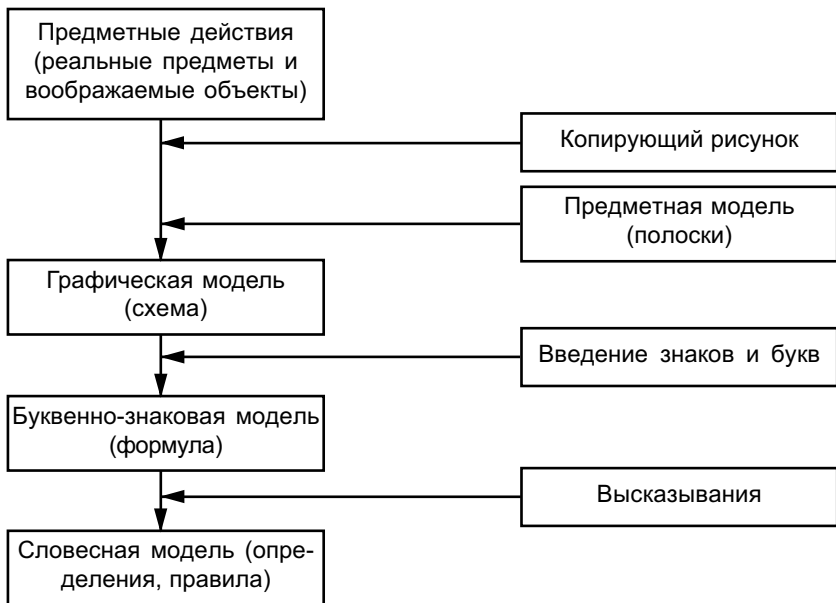 Предметные действия
(реальные предметы и
воображаемые объекты)
Копирующий рисунок
Предметная модель
(полоски)
Графическая модель
(схема)
Введение знаков и букв
Буквенно-знаковая модель
(формула)
Высказывания
Словесная модель (опре-
деления, правила)